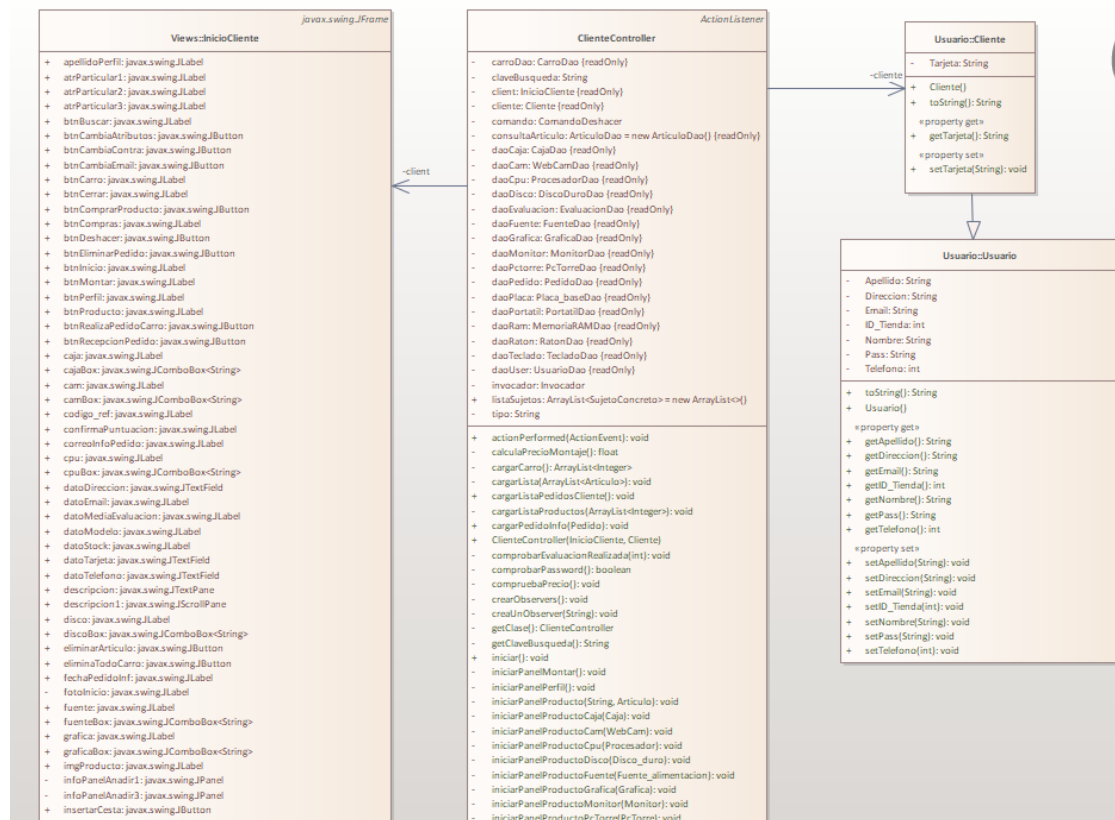 javax.swing.JFrame
Views::InicioCliente
+ apellidoPerfil: javax.swing.JLabel
+ atrParticular1: javax.swing.JLabel
+ atrParticular2: javax.swing.JLabel
+ atrParticular3: javax.swing.JLabel
+ btnBuscar: javax.swing.JLabel
+ btnCambiaAtributos: javax.swing.JButton
+ btnCambiaContra: javax.swing.JButton
+ btnCambiaEmail: javax.swing.JButton
+ btnCarro: javax.swing.JLabel
+ btnCerrar: javax.swing.JLabel
+ btnComprarProducto: javax.swing.JButton
+ btnCompras: javax.swing.JLabel
+ btnDeshacer: javax.swing.JButton
+ btnEliminarPedido: javax.swing.JButton
+ btnInicio: javax.swing.JLabel
+ btnMontar: javax.swing.JLabel
+ btnPerfil: javax.swing.JLabel
+ btnProducto: javax.swing.JLabel
+ btnRealizaPedidoCarro: javax.swing.JButton
+ btnRecepcionPedido: javax.swing.JButton
+ caja: javax.swing.JLabel
+ cajaBox: javax.swing.JComboBox<String>
+ cam: javax.swing.JLabel
+ camBox: javax.swing.JComboBox<String>
+ codigo_ref: javax.swing.JLabel
+ confirmaPuntuacion: javax.swing.JLabel
+ correoInfoPedido: javax.swing.JLabel
+ cpu: javax.swing.JLabel
+ cpuBox: javax.swing.JComboBox<String>
+ datoDireccion: javax.swing.JTextField
+ datoEmail: javax.swing.JLabel
+ datoMediaEvaluacion: javax.swing.JLabel
+ datoModelo: javax.swing.JLabel
+ datoStock: javax.swing.JLabel
+ datoTarjeta: javax.swing.JTextField
+ datoTelefono: javax.swing.JTextField
+ descripcion: javax.swing.JTextPane
+ descripcion1: javax.swing.JScrollPane
+ disco: javax.swing.JLabel
+ discoBox: javax.swing.JComboBox<String>
+ eliminarArticulo: javax.swing.JButton
+ eliminaTodoCarro: javax.swing.JButton
+ fechaPedidoInf: javax.swing.JLabel
- fotoInicio: javax.swing.JLabel
+ fuente: javax.swing.JLabel
+ fuenteBox: javax.swing.JComboBox<String>
+ grafica: javax.swing.JLabel
+ graficaBox: javax.swing.JComboBox<String>
+ imgProducto: javax.swing.JLabel
- infoPanelAnadir1: javax.swing.JPanel
- infoPanelAnadir3: javax.swing.JPanel
+ insertarCesta: javax.swing.JButton
-client
ActionListener
ClienteController
- carroDao: CarroDao {readOnly}
- claveBusqueda: String
- client: InicioCliente {readOnly}
- cliente: Cliente {readOnly}
- comando: ComandoDeshacer
- consultaArticulo: ArticuloDao = new ArticuloDao() {readOnly}
- daoCaja: CajaDao {readOnly}
- daoCam: WebCamDao {readOnly}
- daoCpu: ProcesadorDao {readOnly}
- daoDisco: DiscoDuroDao {readOnly}
- daoEvaluacion: EvaluacionDao {readOnly}
- daoFuente: FuenteDao {readOnly}
- daoGrafica: GraficaDao {readOnly}
- daoMonitor: MonitorDao {readOnly}
- daoPctorre: PcTorreDao {readOnly}
- daoPedido: PedidoDao {readOnly}
- daoPlaca: Placa_baseDao {readOnly}
- daoPortatil: PortatilDao {readOnly}
- daoRam: MemoriaRAMDao {readOnly}
- daoRaton: RatonDao {readOnly}
- daoTeclado: TecladoDao {readOnly}
- daoUser: UsuarioDao {readOnly}
- invocador: Invocador
+ listaSujetos: ArrayList<SujetoConcreto> = new ArrayList<>()
- tipo: String
+ actionPerformed(ActionEvent): void
- calculaPrecioMontaje(): float
- cargarCarro(): ArrayList<Integer>
- cargarLista(ArrayList<Articulo>): void
+ cargarListaPedidosCliente(): void
- cargarListaProductos(ArrayList<Integer>): void
+ cargarPedidoInfo(Pedido): void
+ ClienteController(InicioCliente, Cliente)
- comprobarEvaluacionRealizada(int): void
- comprobarPassword(): boolean
- compruebaPrecio(): void
- crearObservers(): void
- creaUnObserver(String): void
- getClase(): ClienteController
- getClaveBusqueda(): String
+ iniciar(): void
- iniciarPanelMontar(): void
- iniciarPanelPerfil(): void
- iniciarPanelProducto(String, Articulo): void
- iniciarPanelProductoCaja(Caja): void
- iniciarPanelProductoCam(WebCam): void
- iniciarPanelProductoCpu(Procesador): void
- iniciarPanelProductoDisco(Disco_duro): void
- iniciarPanelProductoFuente(Fuente_alimentacion): void
- iniciarPanelProductoGrafica(Grafica): void
- iniciarPanelProductoMonitor(Monitor): void
- iniciarPanelProductoPcTorre(PcTorre): void
-cliente
Usuario::Cliente
- Tarjeta: String
+ Cliente()
+ toString(): String
«property get»
+ getTarjeta(): String
«property set»
+ setTarjeta(String): void
Usuario::Usuario
- Apellido: String
- Direccion: String
- Email: String
- ID_Tienda: int
- Nombre: String
- Pass: String
- Telefono: int
+ toString(): String
+ Usuario()
«property get»
+ getApellido(): String
+ getDireccion(): String
+ getEmail(): String
+ getID_Tienda(): int
+ getNombre(): String
+ getPass(): String
+ getTelefono(): int
«property set»
+ setApellido(String): void
+ setDireccion(String): void
+ setEmail(String): void
+ setID_Tienda(int): void
+ setNombre(String): void
+ setPass(String): void
+ setTelefono(int): void